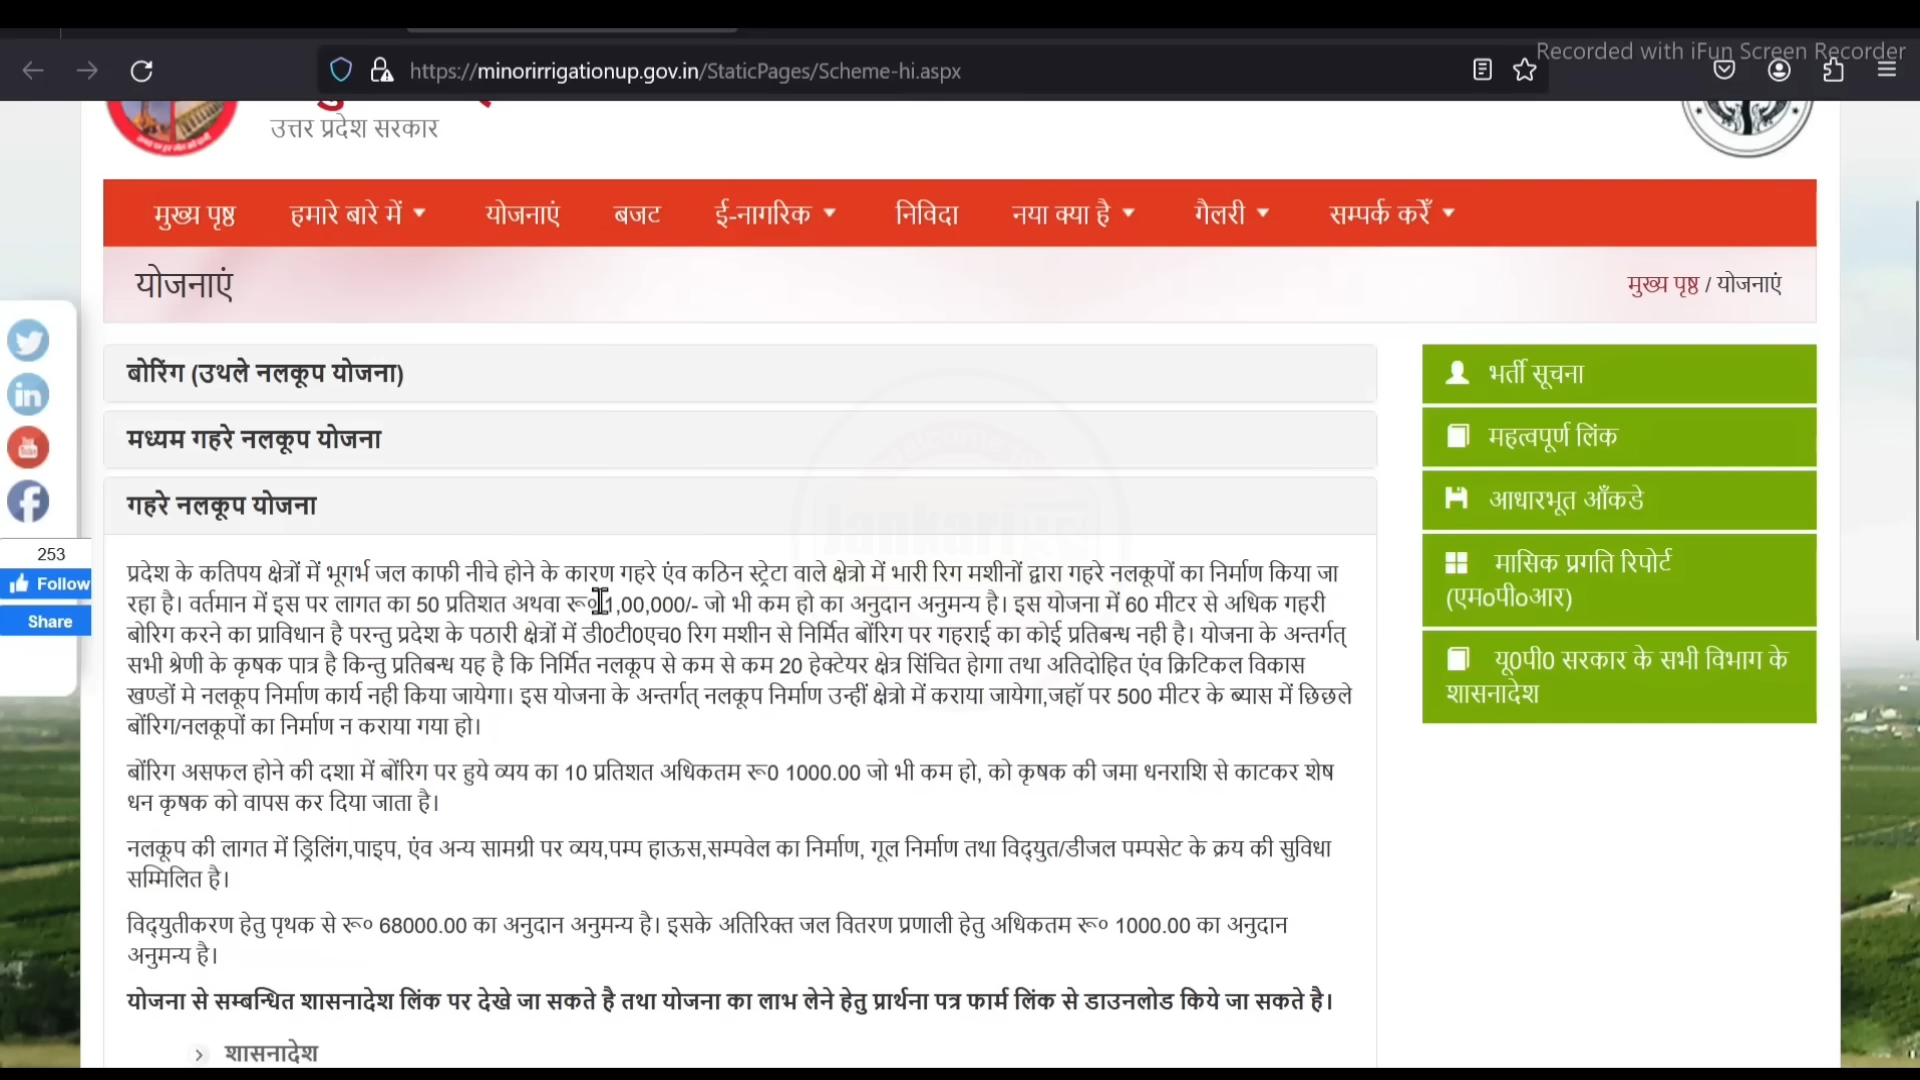 Recorded with iFun Screen Recorder
https://minorirrigationup.gov.in/StaticPages/Scheme-hi.aspx
उत्तर प्रदेश सरकार
मुख्य पृष्ठ हमारे बारे में योजनाएं बजट ई-नागरिक निविदा नया क्या है गैलरी सम्पर्क करेँ
योजनाएं
मुख्य पृष्ठ / योजनाएं
बोरिंग (उथले नलकूप योजना)
मध्यम गहरे नलकूप योजना
गहरे नलकूप योजना
प्रदेश के कतिपय क्षेत्रों में भूगर्भ जल काफी नीचे होने के कारण गहरे एंव कठिन स्ट्रेटा वाले क्षेत्रो में भारी रिग मशीनों द्वारा गहरे नलकूपों का निर्माण किया जा
रहा है। वर्तमान में इस पर लागत का 50 प्रतिशत अथवा रू० 1,00,000/- जो भी कम हो का अनुदान अनुमन्य है। इस योजना में 60 मीटर से अधिक गहरी
बोरिंग करने का प्राविधान है परन्तु प्रदेश के पठारी क्षेत्रों में डी0टी0एच0 रिग मशीन से निर्मित बोंरिग पर गहराई का कोई प्रतिबन्ध नही है। योजना के अन्तर्गत्
सभी श्रेणी के कृषक पात्र है किन्तु प्रतिबन्ध यह है कि निर्मित नलकूप से कम से कम 20 हेक्टेयर क्षेत्र सिंचित हेागा तथा अतिदोहित एंव क्रिटिकल विकास
खण्डों मे नलकूप निर्माण कार्य नही किया जायेगा। इस योजना के अन्तर्गत् नलकूप निर्माण उन्हीं क्षेत्रो में कराया जायेगा,जहॉ पर 500 मीटर के ब्यास में छिछले
बोंरिग/नलकूपों का निर्माण न कराया गया हो।
बोंरिग असफल होने की दशा में बोंरिग पर हुये व्यय का 10 प्रतिशत अधिकतम रू0 1000.00 जो भी कम हो, को कृषक की जमा धनराशि से काटकर शेष
धन कृषक को वापस कर दिया जाता है।
नलकूप की लागत में ड्रिलिंग,पाइप, एंव अन्य सामग्री पर व्यय,पम्प हाऊस,सम्पवेल का निर्माण, गूल निर्माण तथा विद्युत/डीजल पम्पसेट के क्रय की सुविधा
सम्मिलित है।
विद्युतीकरण हेतु पृथक से रू० 68000.00 का अनुदान अनुमन्य है। इसके अतिरिक्त जल वितरण प्रणाली हेतु अधिकतम रू० 1000.00 का अनुदान
अनुमन्य है।
योजना से सम्बन्धित शासनादेश लिंक पर देखे जा सकते है तथा योजना का लाभ लेने हेतु प्रार्थना पत्र फार्म लिंक से डाउनलोड किये जा सकते है।
शासनादेश
भर्ती सूचना
महत्वपूर्ण लिंक
आधारभूत आँकडे
मासिक प्रगति रिपोर्ट
(एम0पी0आर)
यू0पी0 सरकार के सभी विभाग के
शासनादेश
253
Follow
Share
Jankari